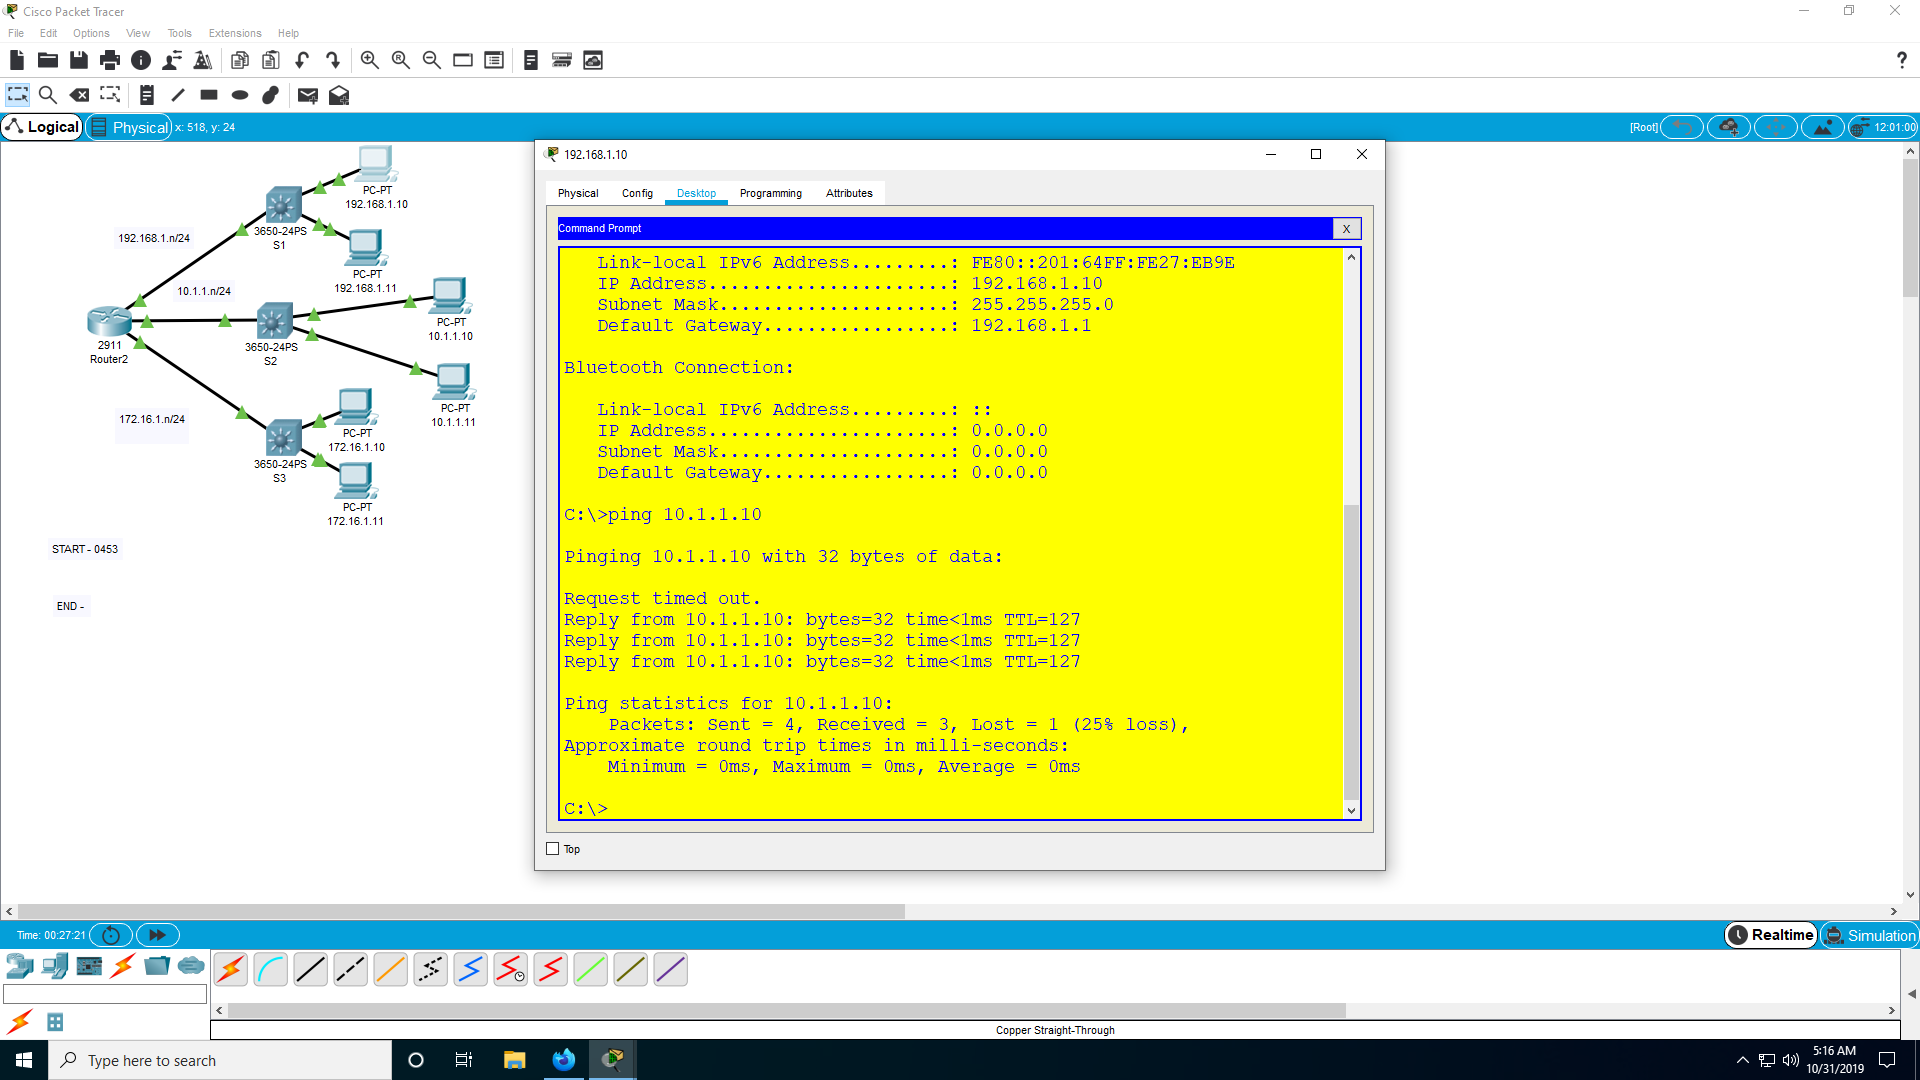 Cisco Packet Tracer
File Edit Options View Tools Extensions Help
?
Logical Physical x: 518, y: 24 [Root] 12:01:00
PC-PT
192.168.1.10
3650-24PS
S1
192.168.1.n/24
PC-PT
192.168.1.11
10.1.1.n/24
PC-PT
10.1.1.10
2911
Router2
3650-24PS
S2
PC-PT
10.1.1.11
172.16.1.n/24
PC-PT
172.16.1.10
3650-24PS
S3
PC-PT
172.16.1.11
START - 0453
END -
192.168.1.10
Physical Config Desktop Programming Attributes
Command Prompt X
Link-local IPv6 Address.........: FE80::201:64FF:FE27:EB9E
IP Address......................: 192.168.1.10
Subnet Mask.....................: 255.255.255.0
Default Gateway.................: 192.168.1.1
Bluetooth Connection:
Link-local IPv6 Address.........: ::
IP Address......................: 0.0.0.0
Subnet Mask.....................: 0.0.0.0
Default Gateway.................: 0.0.0.0
C:\>ping 10.1.1.10
Pinging 10.1.1.10 with 32 bytes of data:
Request timed out.
Reply from 10.1.1.10: bytes=32 time<1ms TTL=127
Reply from 10.1.1.10: bytes=32 time<1ms TTL=127
Reply from 10.1.1.10: bytes=32 time<1ms TTL=127
Ping statistics for 10.1.1.10:
Packets: Sent = 4, Received = 3, Lost = 1 (25% loss),
Approximate round trip times in milli-seconds:
Minimum = 0ms, Maximum = 0ms, Average = 0ms
C:\>
Top
Time: 00:27:21
Realtime Simulation
Copper Straight-Through
Type here to search
5:16 AM
10/31/2019